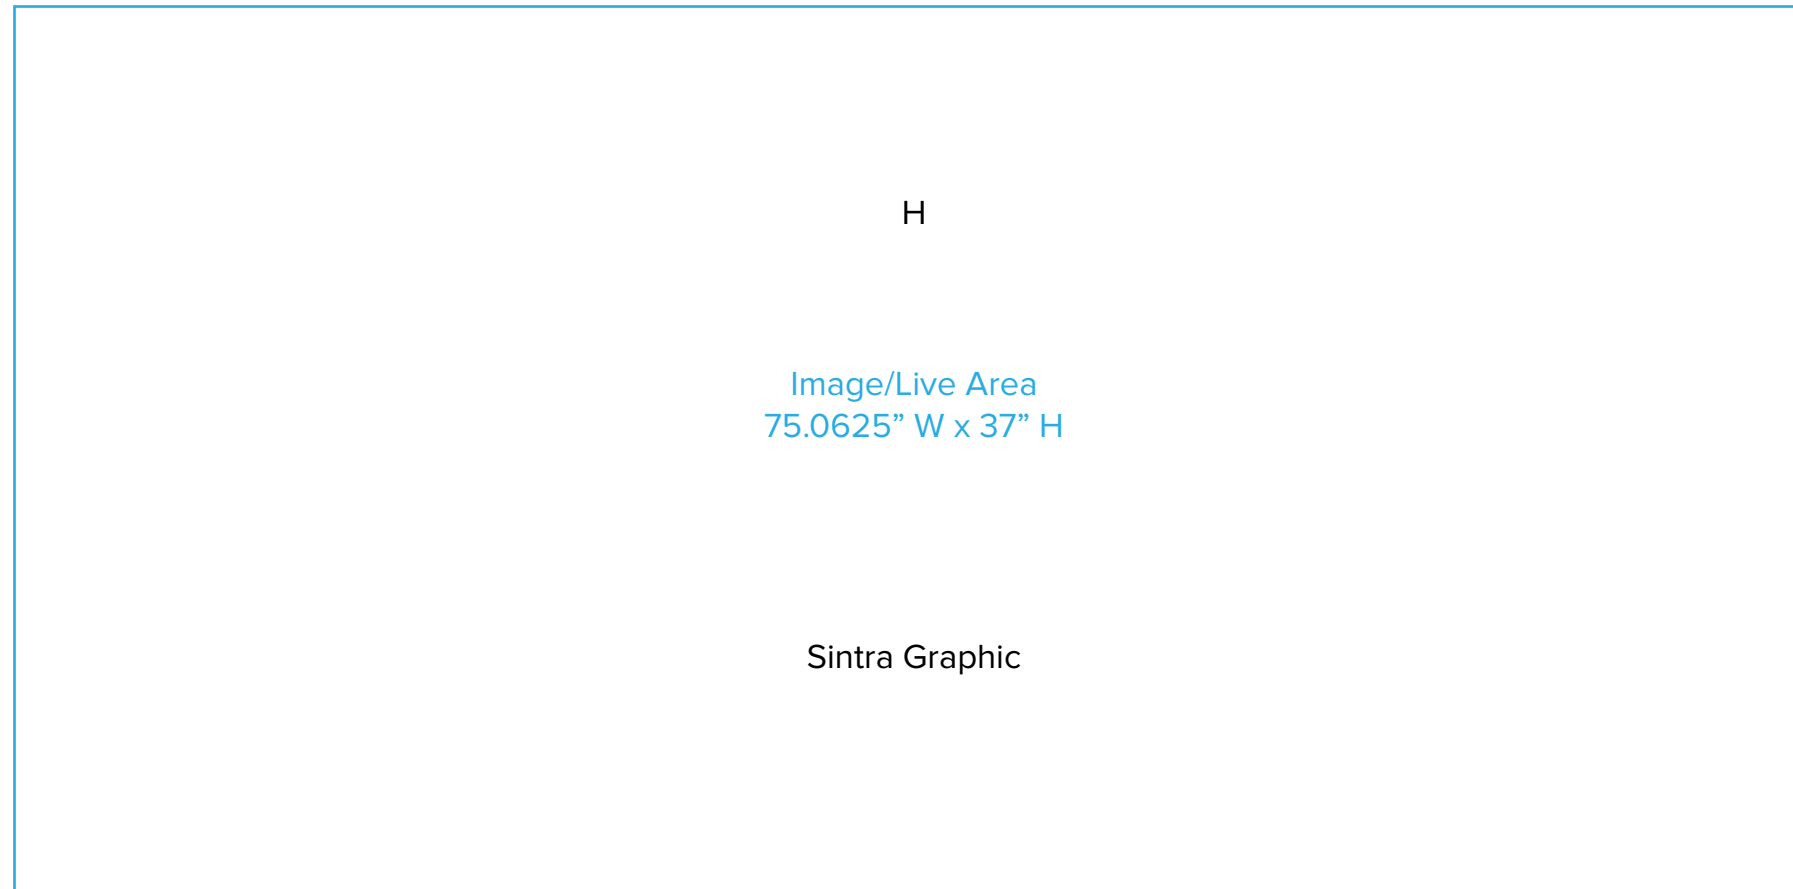 H
Image/Live Area
75.0625” W x 37” H
Sintra Graphic